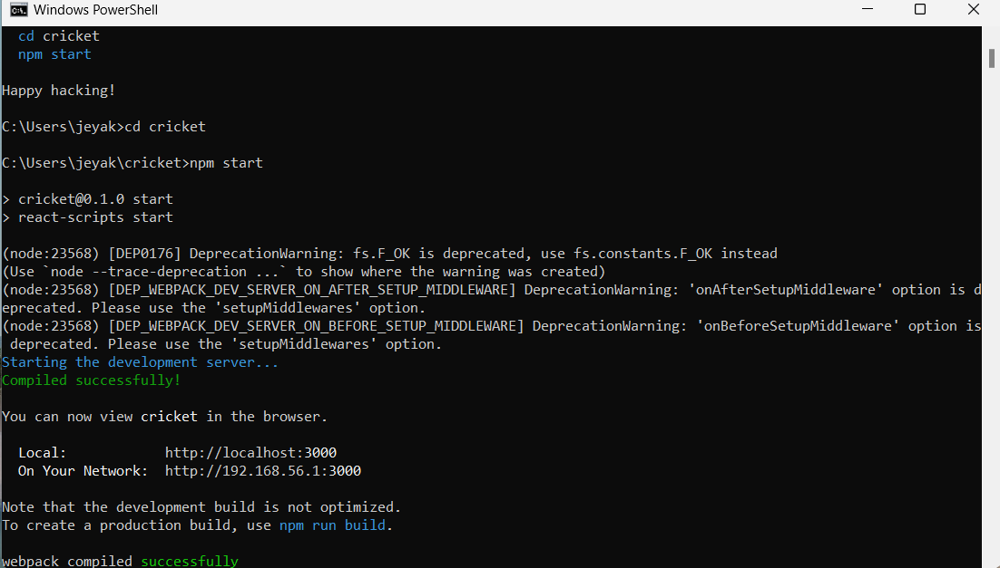 Windows PowerShell
cd cricket
npm start
Happy hacking!
C:\Users\jeyak>cd cricket
C:\Users\jeyak\cricket>npm start
> cricket@0.1.0 start
> react-scripts start
(node:23568) [DEP0176] DeprecationWarning: fs.F_OK is deprecated, use fs.constants.F_OK instead
(Use `node --trace-deprecation ...` to show where the warning was created)
(node:23568) [DEP_WEBPACK_DEV_SERVER_ON_AFTER_SETUP_MIDDLEWARE] DeprecationWarning: 'onAfterSetupMiddleware' option is d
eprecated. Please use the 'setupMiddlewares' option.
(node:23568) [DEP_WEBPACK_DEV_SERVER_ON_BEFORE_SETUP_MIDDLEWARE] DeprecationWarning: 'onBeforeSetupMiddleware' option is
deprecated. Please use the 'setupMiddlewares' option.
Starting the development server...
Compiled successfully!
You can now view cricket in the browser.
Local: http://localhost:3000
On Your Network: http://192.168.56.1:3000
Note that the development build is not optimized.
To create a production build, use npm run build.
webpack compiled successfully